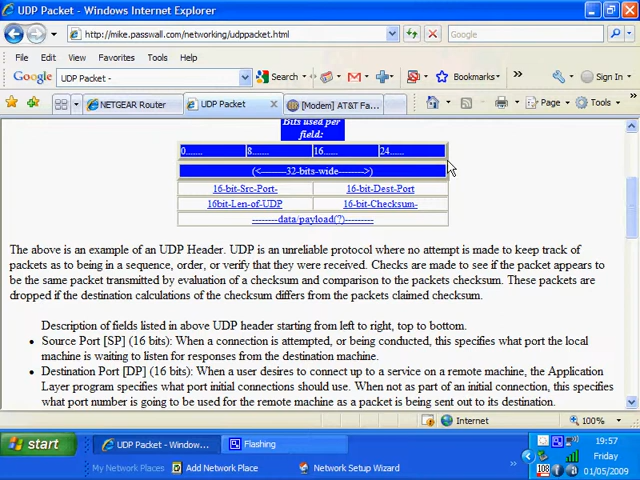 UDP Packet - Windows Internet Explorer
http://mike.passwall.com/networking/udppacket.html
Google
File Edit View Favorites Tools Help
Google UDP Packet - Search Bookmarks Sign In
NETGEAR Router UDP Packet [Modem] AT&T Fa... Page Tools
Bits used per
field:
0....... 8....... 16...... 24......
(<--------32-bits-wide-------->)
16-bit-Src-Port- 16-bit-Dest-Port
16bit-Len-of-UDP 16-bit-Checksum-
--------data/payload(?)---------
The above is an example of an UDP Header. UDP is an unreliable protocol where no attempt is made to keep track of
packets as to being in a sequence, order, or verify that they were received. Checks are made to see if the packet appears to
be the same packet transmitted by evaluation of a checksum and comparison to the packets checksum. These packets are
dropped if the destination calculations of the checksum differs from the packets claimed checksum.
Description of fields listed in above UDP header starting from left to right, top to bottom.
Source Port [SP] (16 bits): When a connection is attempted, or being conducted, this specifies what port the local
machine is waiting to listen for responses from the destination machine.
Destination Port [DP] (16 bits): When a user desires to connect up to a service on a remote machine, the Application
Layer program specifies what port initial connections should use. When not as part of an initial connection, this specifies
what port number is going to be used for the remote machine as a packet is being sent out to its destination.
Internet 100%
start UDP Packet - Window... Flashing 19:57
Friday
My Network Places Add Network Place Network Setup Wizard 108 01/05/2009